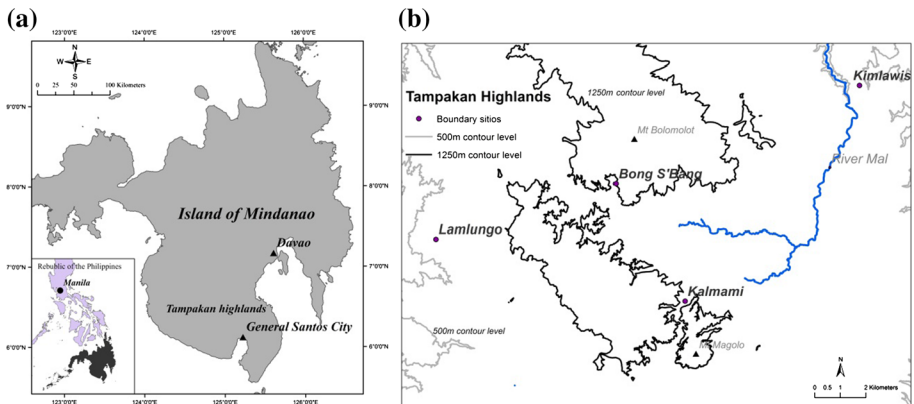 (a)
123°0'0"E 124°0'0"E 125°0'0"E 126°0'0"E
N
W E
S
0 25 50 100 Kilometers
9°0'0"N 9°0'0"N
8°0'0"N 8°0'0"N
Island of Mindanao
Davao
7°0'0"N 7°0'0"N
Republic of the Philippines
Manila
Tampakan highlands
General Santos City
6°0'0"N 6°0'0"N
123°0'0"E 124°0'0"E 125°0'0"E 126°0'0"E
(b)
Kimlawis
Tampakan Highlands
Boundary sitios
500m contour level
1250m contour level
1250m contour level
Mt Bolomolot
River Mal
Bong S'Bang
Lamlungo
Kalmami
500m contour level
Mt Magolo
N
0 0.5 1 2
Kilometers